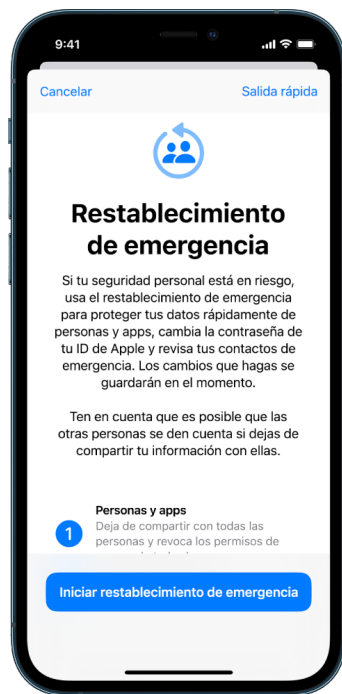 9:41
Cancelar
Salida rápida
Restablecimiento
de emergencia
Si tu seguridad personal está en riesgo,
usa el restablecimiento de emergencia
para proteger tus datos rápidamente de
personas y apps, cambia la contraseña de
tu ID de Apple y revisa tus contactos de
emergencia. Los cambios que hagas se
guardarán en el momento.
Ten en cuenta que es posible que las
otras personas se den cuenta si dejas de
compartir tu información con ellas.
1
Personas y apps
Deja de compartir con todas las
personas y revoca los permisos de
Iniciar restablecimiento de emergencia